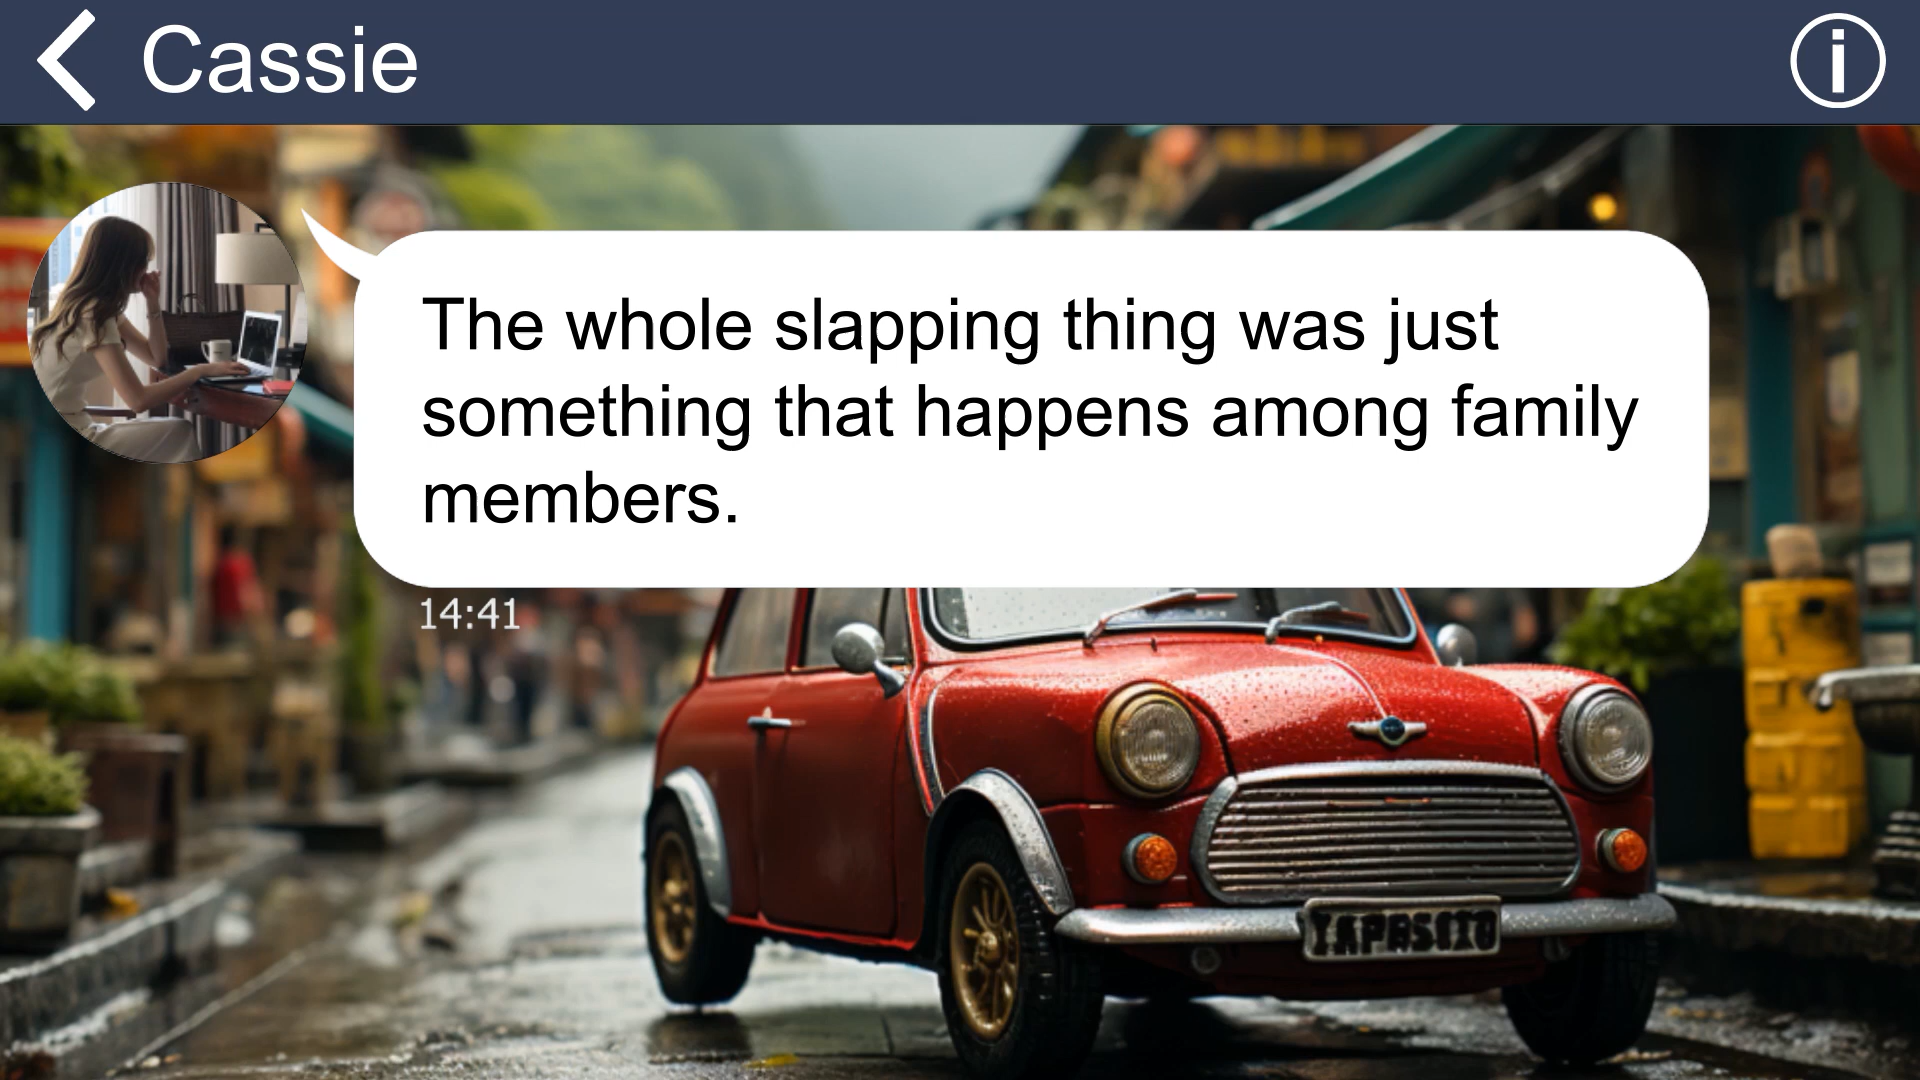 Cassie
The whole slapping thing was just
something that happens among family
members.
14:41